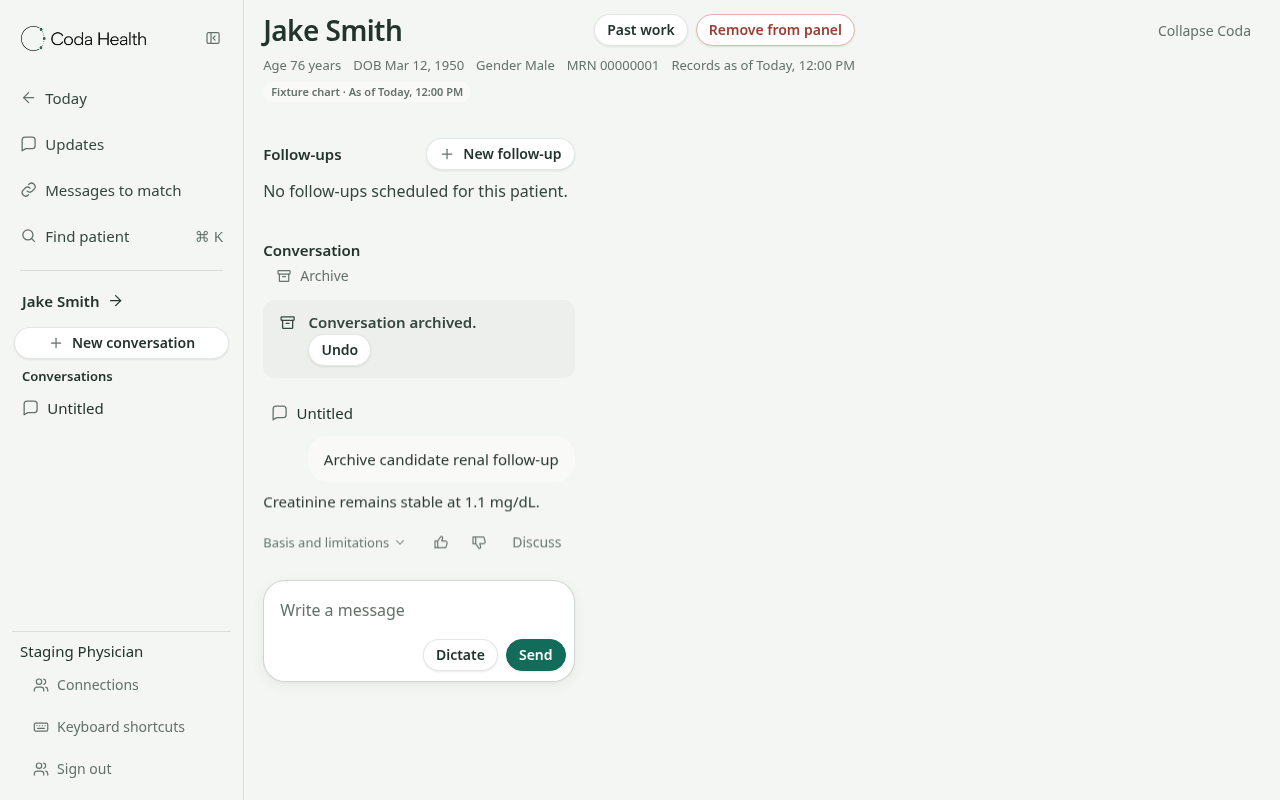 Coda Health
Today
Updates
Messages to match
Find patient ⌘ K
Jake Smith
New conversation
Conversations
Untitled
Staging Physician
Connections
Keyboard shortcuts
Sign out
Jake Smith
Past work
Remove from panel
Collapse Coda
Age 76 years DOB Mar 12, 1950 Gender Male MRN 00000001 Records as of Today, 12:00 PM
Fixture chart · As of Today, 12:00 PM
Follow-ups
New follow-up
No follow-ups scheduled for this patient.
Conversation
Archive
Conversation archived.
Undo
Untitled
Archive candidate renal follow-up
Creatinine remains stable at 1.1 mg/dL.
Basis and limitations
Discuss
Write a message
Dictate
Send